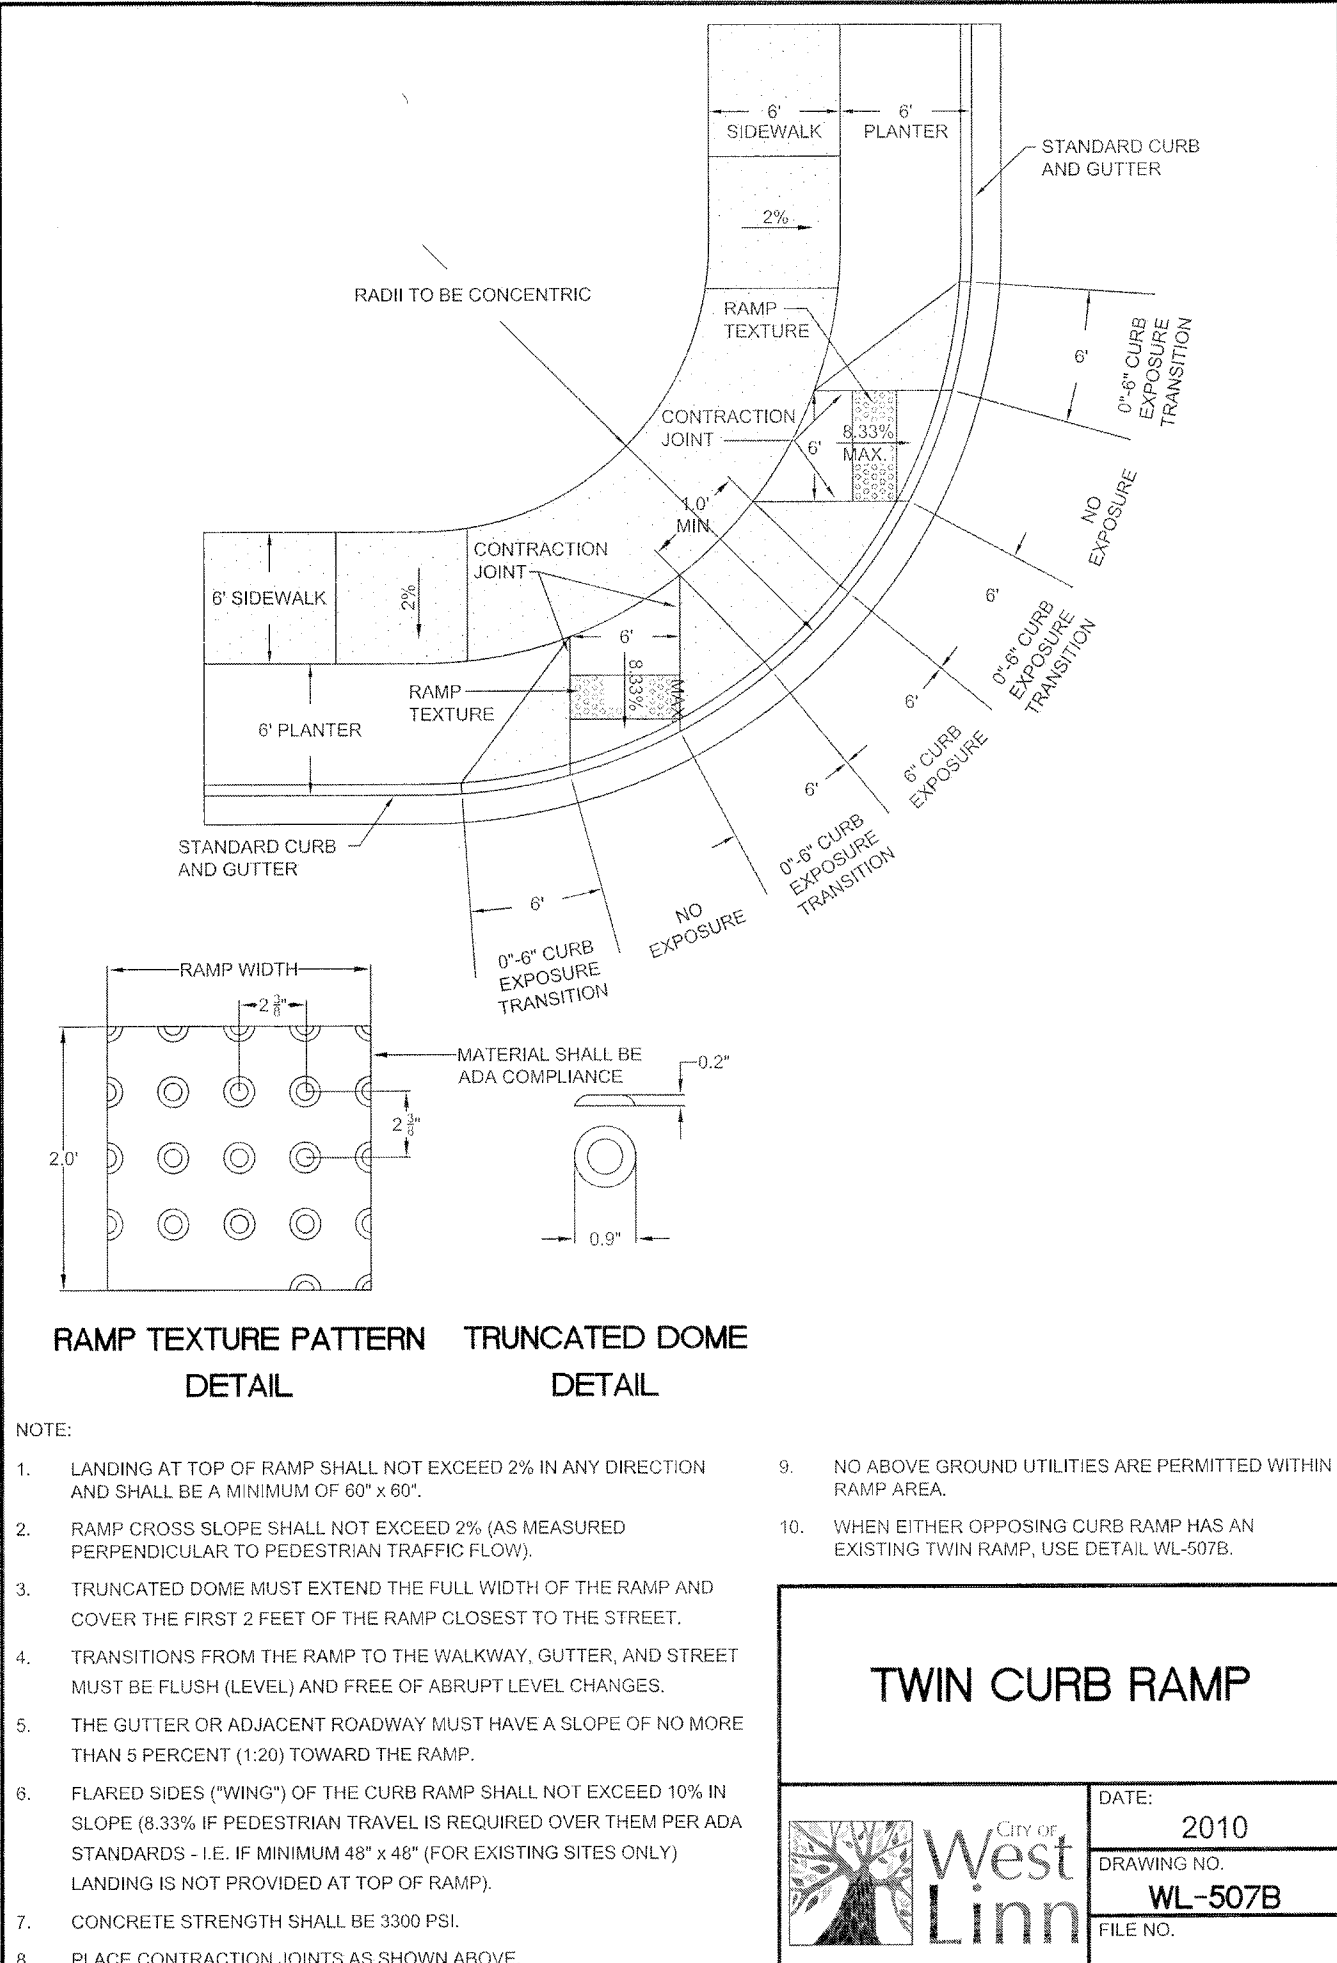 6'
SIDEWALK
6'
PLANTER
STANDARD CURB
AND GUTTER
2%
RADII TO BE CONCENTRIC
RAMP
TEXTURE
6'
0"-6" CURB
EXPOSURE
TRANSITION
CONTRACTION
JOINT
6'
8.33%
MAX.
NO
EXPOSURE
1.0'
MIN.
CONTRACTION
JOINT
6' SIDEWALK
2%
6'
0"-6" CURB
EXPOSURE
TRANSITION
6'
8.33%
MAX.
RAMP
TEXTURE
6'
6" CURB
EXPOSURE
6' PLANTER
6'
0"-6" CURB
EXPOSURE
TRANSITION
STANDARD CURB
AND GUTTER
NO
EXPOSURE
6'
0"-6" CURB
EXPOSURE
TRANSITION
RAMP WIDTH
2 3/8"
MATERIAL SHALL BE
ADA COMPLIANCE
0.2"
2 3/8"
2.0'
0.9"
RAMP TEXTURE PATTERN
DETAIL
TRUNCATED DOME
DETAIL
NOTE:
1. LANDING AT TOP OF RAMP SHALL NOT EXCEED 2% IN ANY DIRECTION
AND SHALL BE A MINIMUM OF 60" x 60".
2. RAMP CROSS SLOPE SHALL NOT EXCEED 2% (AS MEASURED
PERPENDICULAR TO PEDESTRIAN TRAFFIC FLOW).
3. TRUNCATED DOME MUST EXTEND THE FULL WIDTH OF THE RAMP AND
COVER THE FIRST 2 FEET OF THE RAMP CLOSEST TO THE STREET.
4. TRANSITIONS FROM THE RAMP TO THE WALKWAY, GUTTER, AND STREET
MUST BE FLUSH (LEVEL) AND FREE OF ABRUPT LEVEL CHANGES.
5. THE GUTTER OR ADJACENT ROADWAY MUST HAVE A SLOPE OF NO MORE
THAN 5 PERCENT (1:20) TOWARD THE RAMP.
6. FLARED SIDES ("WING") OF THE CURB RAMP SHALL NOT EXCEED 10% IN
SLOPE (8.33% IF PEDESTRIAN TRAVEL IS REQUIRED OVER THEM PER ADA
STANDARDS - I.E. IF MINIMUM 48" x 48" (FOR EXISTING SITES ONLY)
LANDING IS NOT PROVIDED AT TOP OF RAMP).
7. CONCRETE STRENGTH SHALL BE 3300 PSI.
8. PLACE CONTRACTION JOINTS AS SHOWN ABOVE
9. NO ABOVE GROUND UTILITIES ARE PERMITTED WITHIN
RAMP AREA.
10. WHEN EITHER OPPOSING CURB RAMP HAS AN
EXISTING TWIN RAMP, USE DETAIL WL-507B.
TWIN CURB RAMP
CITY OF
West
Linn
DATE:
2010
DRAWING NO.
WL-507B
FILE NO.